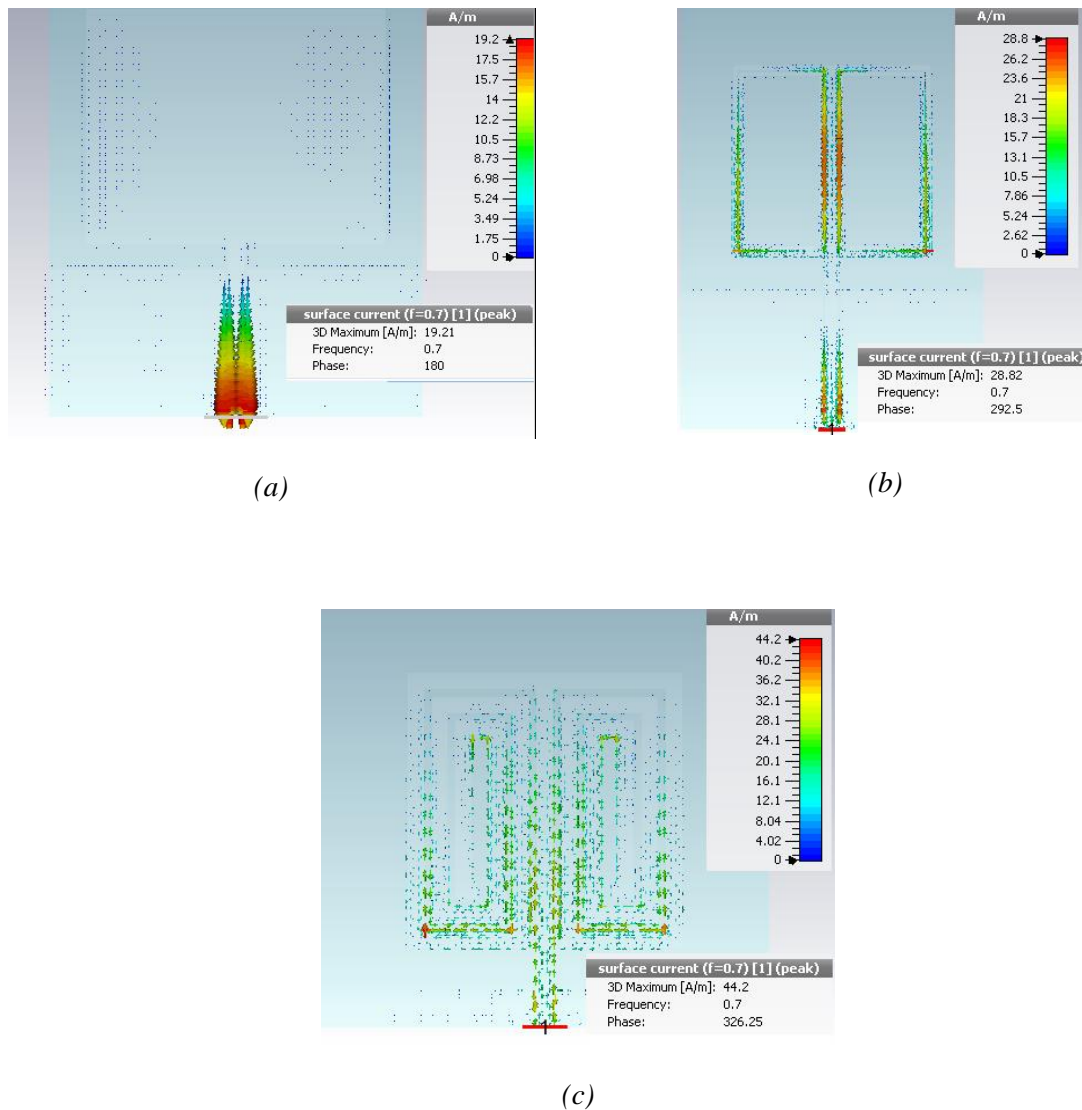 A/m
19.2
17.5
15.7
14
12.2
10.5
8.73
6.98
5.24
3.49
1.75
0
surface current (f=0.7) [1] (peak)
3D Maximum [A/m]: 19.21
Frequency: 0.7
Phase: 180
(a)
A/m
28.8
26.2
23.6
21
18.3
15.7
13.1
10.5
7.86
5.24
2.62
0
surface current (f=0.7) [1] (peak)
3D Maximum [A/m]: 28.82
Frequency: 0.7
Phase: 292.5
1
(b)
A/m
44.2
40.2
36.2
32.1
28.1
24.1
20.1
16.1
12.1
8.04
4.02
0
surface current (f=0.7) [1] (peak)
3D Maximum [A/m]: 44.2
Frequency: 0.7
Phase: 326.25
1
(c)